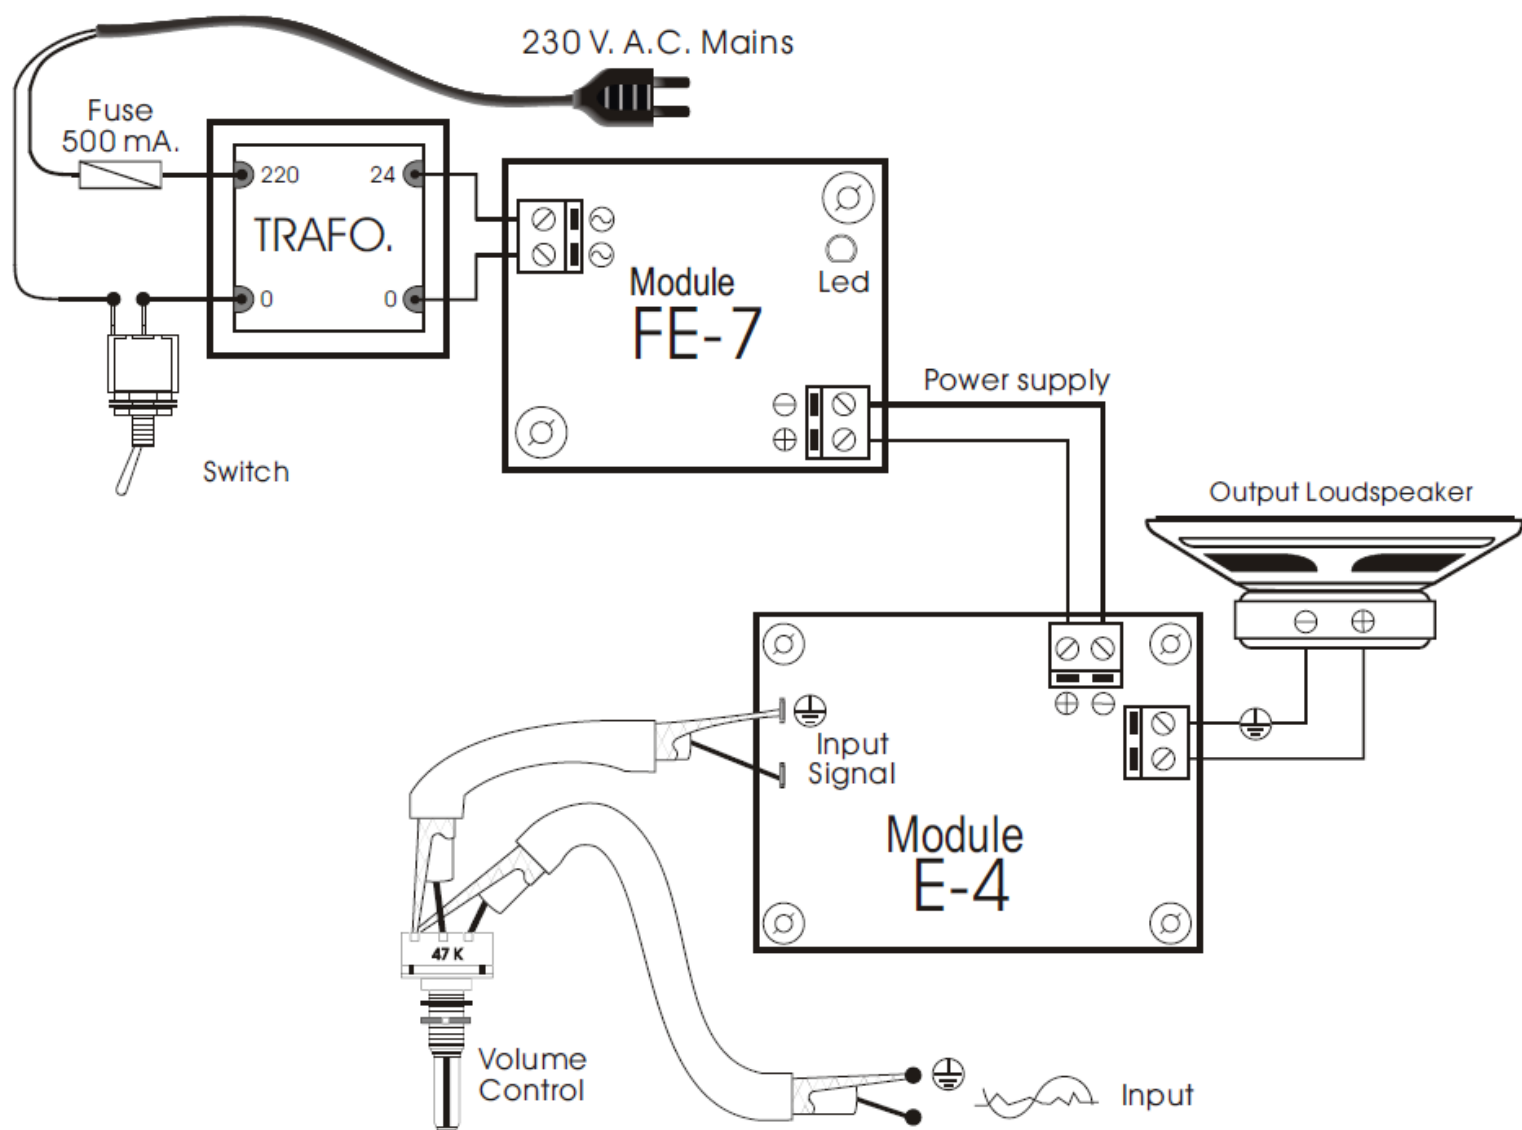 230 V. A.C. Mains
Fuse
500 mA.
220
24
TRAFO.
0
0
Module
FE-7
Led
Switch
Power supply
Output Loudspeaker
Input
Signal
Module
E-4
47 K
Volume
Control
Input